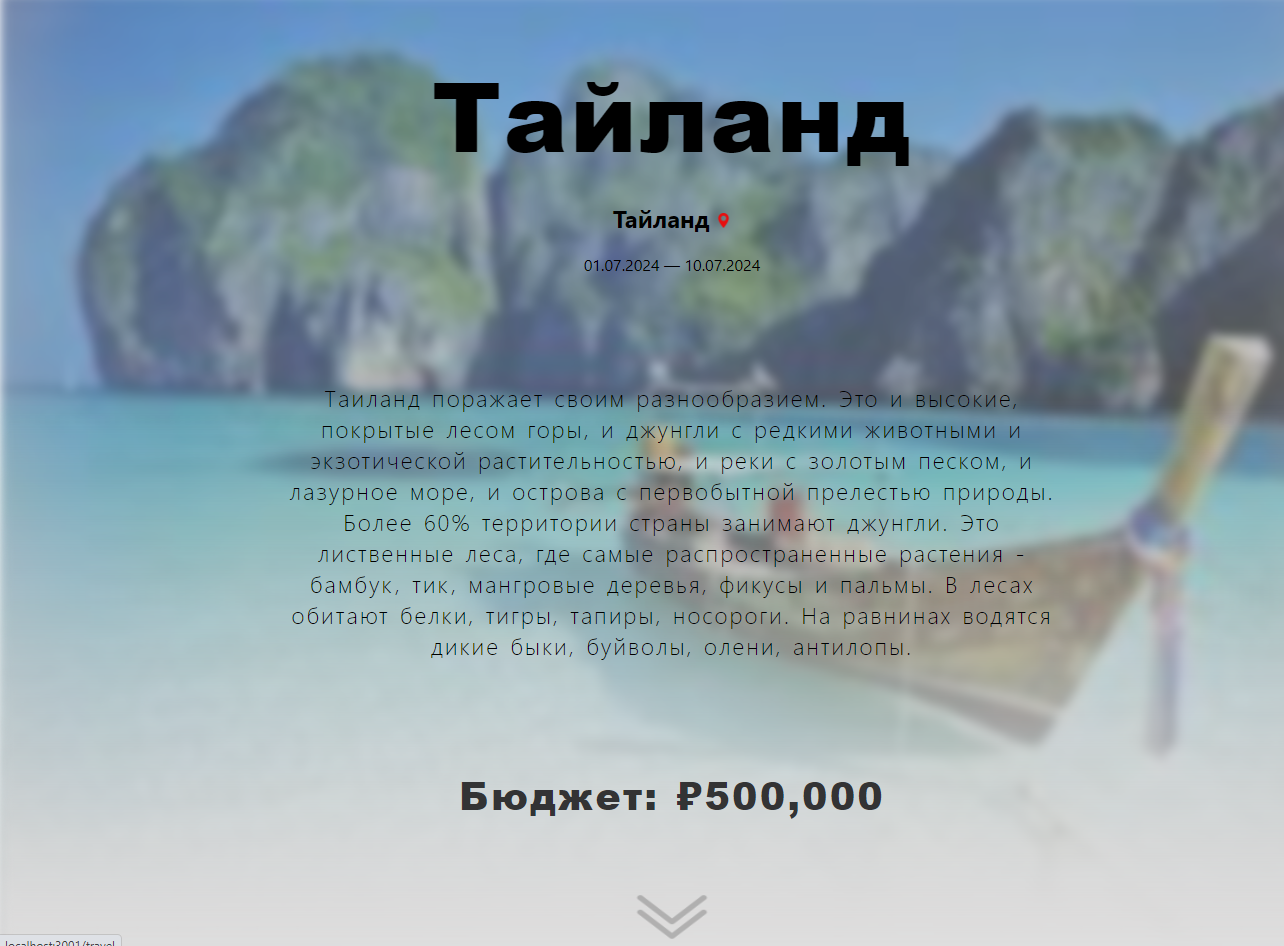 Тайланд
Тайланд
01.07.2024 — 10.07.2024
Таиланд поражает своим разнообразием. Это и высокие,
покрытые лесом горы, и джунгли с редкими животными и
экзотической растительностью, и реки с золотым песком, и
лазурное море, и острова с первобытной прелестью природы.
Более 60% территории страны занимают джунгли. Это
лиственные леса, где самые распространенные растения -
бамбук, тик, мангровые деревья, фикусы и пальмы. В лесах
обитают белки, тигры, тапиры, носороги. На равнинах водятся
дикие быки, буйволы, олени, антилопы.
Бюджет: ₽500,000
localhost:3001/travel